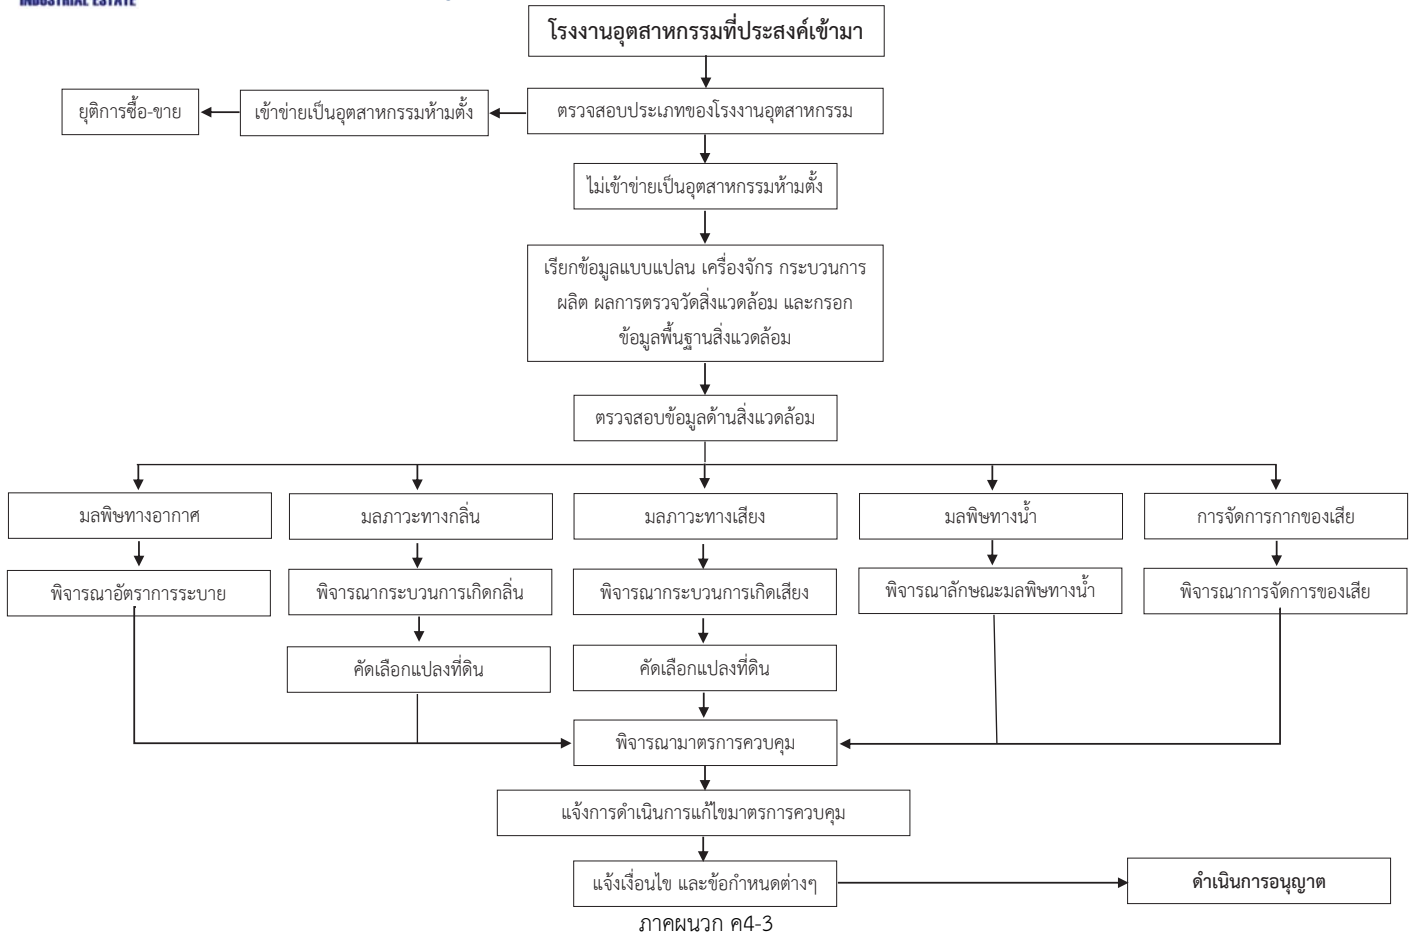 INDUSTRIAL ESTATE
โรงงานอุตสาหกรรมที่ประสงค์เข้ามา
ยุติการซื้อ-ขาย
เข้าข่ายเป็นอุตสาหกรรมห้ามตั้ง
ตรวจสอบประเภทของโรงงานอุตสาหกรรม
ไม่เข้าข่ายเป็นอุตสาหกรรมห้ามตั้ง
เรียกข้อมูลแบบแปลน เครื่องจักร กระบวนการ
ผลิต ผลการตรวจวัดสิ่งแวดล้อม และกรอก
ข้อมูลพื้นฐานสิ่งแวดล้อม
ตรวจสอบข้อมูลด้านสิ่งแวดล้อม
มลพิษทางอากาศ
มลภาวะทางกลิ่น
มลภาวะทางเสียง
มลพิษทางน้ำ
การจัดการกากของเสีย
พิจารณาอัตราการระบาย
พิจารณากระบวนการเกิดกลิ่น
พิจารณากระบวนการเกิดเสียง
พิจารณาลักษณะมลพิษทางน้ำ
พิจารณาการจัดการของเสีย
คัดเลือกแปลงที่ดิน
คัดเลือกแปลงที่ดิน
พิจารณามาตรการควบคุม
แจ้งการดำเนินการแก้ไขมาตรการควบคุม
แจ้งเงื่อนไข และข้อกำหนดต่างๆ
ดำเนินการอนุญาต
ภาคผนวก ค4-3